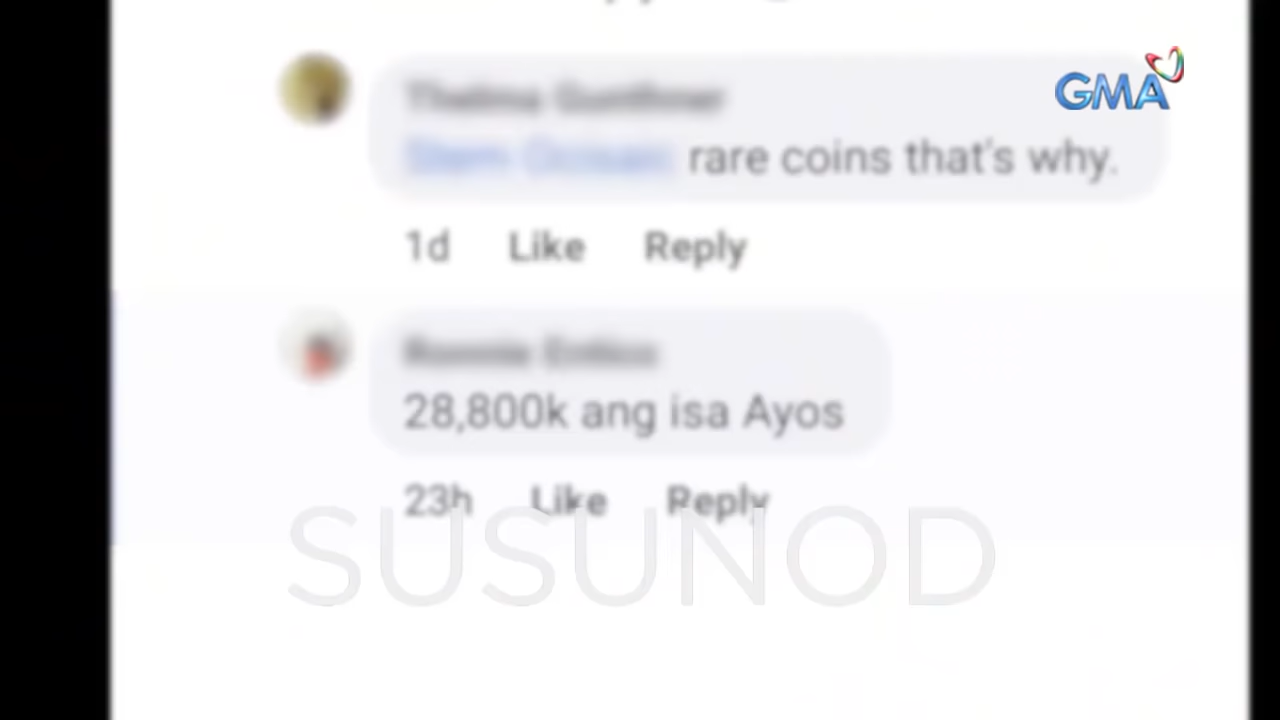 GMA
rare coins that's why.
1d Like Reply
28,800k ang isa Ayos
23h Like Reply
SUSUNOD